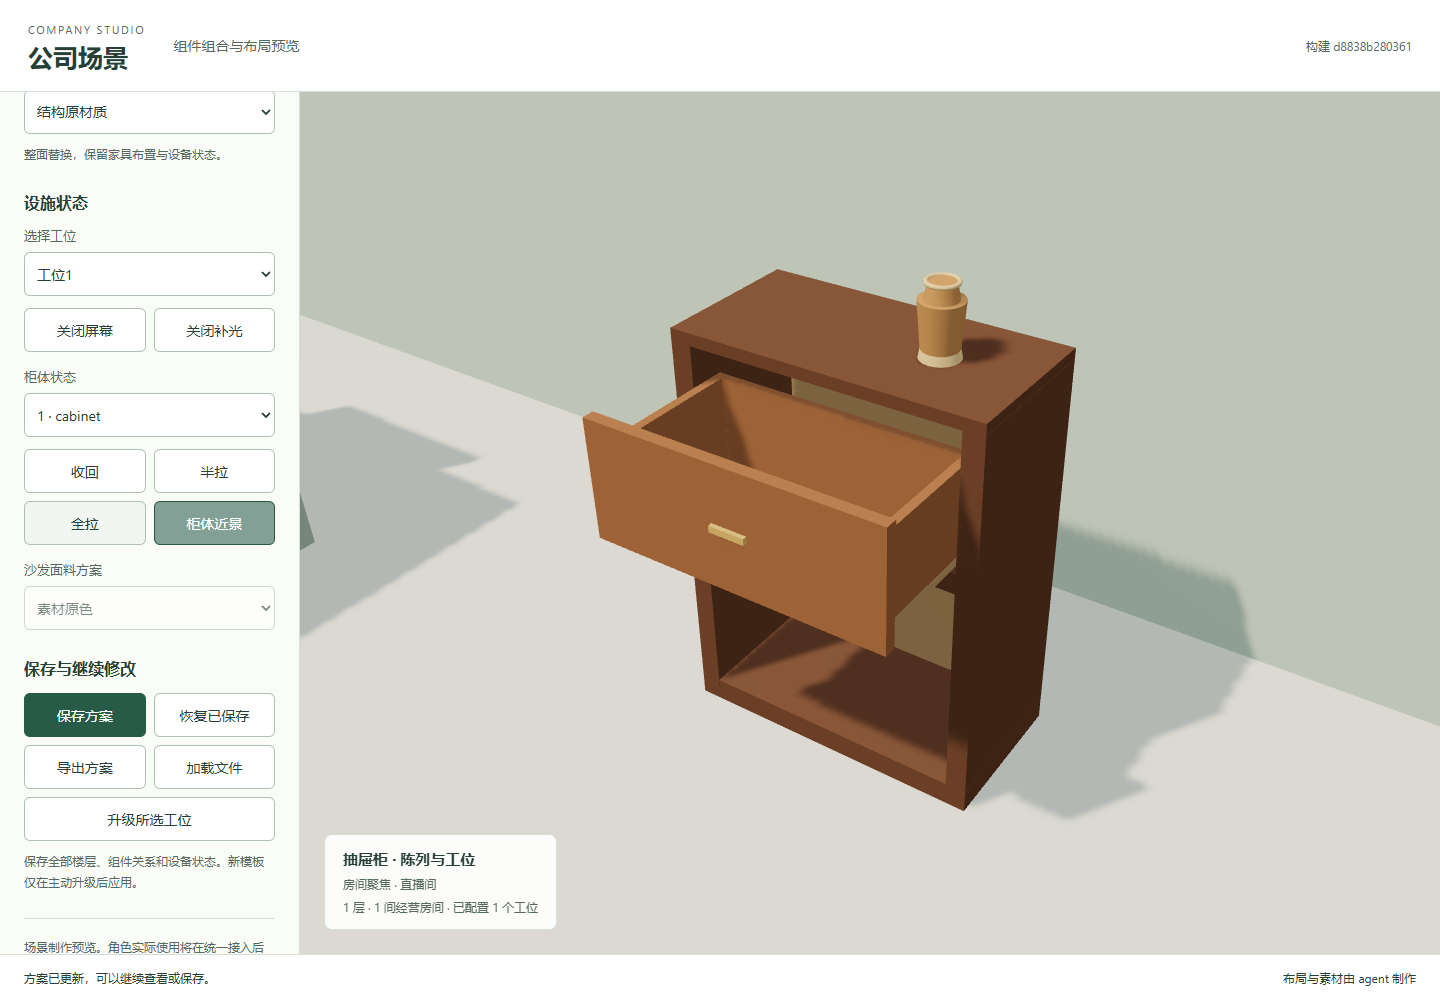 COMPANY STUDIO
公司场景
组件组合与布局预览
构建 d8838b280361
结构原材质
整面替换，保留家具布置与设备状态。
设施状态
选择工位
工位1
关闭屏幕
关闭补光
柜体状态
1 · cabinet
收回
半拉
全拉
柜体近景
沙发面料方案
素材原色
保存与继续修改
保存方案
恢复已保存
导出方案
加载文件
升级所选工位
保存全部楼层、组件关系和设备状态。新模板
仅在主动升级后应用。
场景制作预览。角色实际使用将在统一接入后
抽屉柜 · 陈列与工位
房间聚焦 · 直播间
1 层 · 1 间经营房间 · 已配置 1 个工位
方案已更新，可以继续查看或保存。
布局与素材由 agent 制作